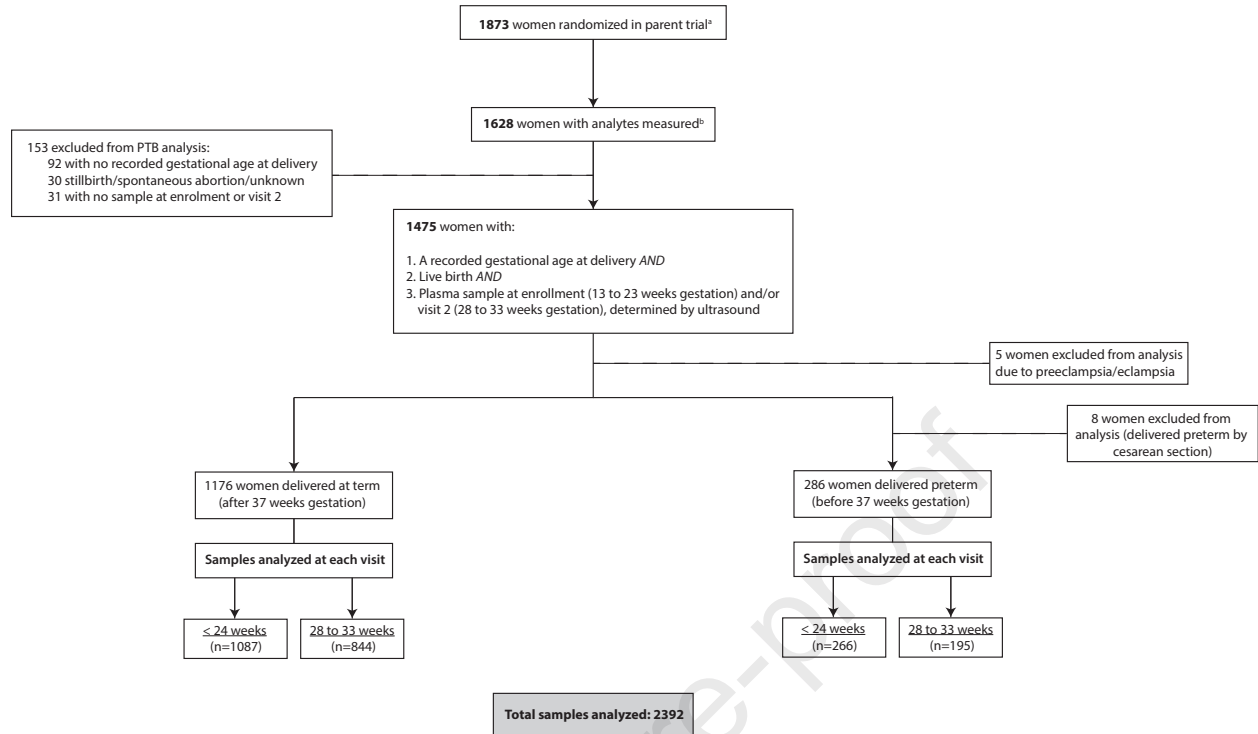 1873 women randomized in parent trialᵃ
1628 women with analytes measuredᵇ
153 excluded from PTB analysis:
92 with no recorded gestational age at delivery
30 stillbirth/spontaneous abortion/unknown
31 with no sample at enrolment or visit 2
1475 women with:
1. A recorded gestational age at delivery AND
2. Live birth AND
3. Plasma sample at enrollment (13 to 23 weeks gestation) and/or
visit 2 (28 to 33 weeks gestation), determined by ultrasound
5 women excluded from analysis
due to preeclampsia/eclampsia
8 women excluded from
analysis (delivered preterm by
cesarean section)
1176 women delivered at term
(after 37 weeks gestation)
286 women delivered preterm
(before 37 weeks gestation)
Samples analyzed at each visit
Samples analyzed at each visit
< 24 weeks
(n=1087)
28 to 33 weeks
(n=844)
< 24 weeks
(n=266)
28 to 33 weeks
(n=195)
Total samples analyzed: 2392
re-proof